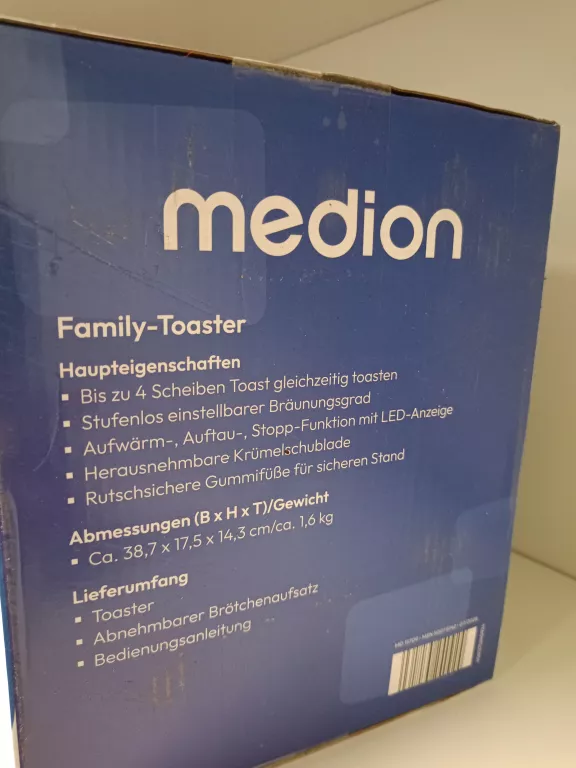 medion
Family-Toaster
Haupteigenschaften
▪ Bis zu 4 Scheiben Toast gleichzeitig toasten
▪ Stufenlos einstellbarer Bräunungsgrad
▪ Aufwärm-, Auftau-, Stopp-Funktion mit LED-Anzeige
▪ Herausnehmbare Krümelschublade
▪ Rutschsichere Gummifüße für sicheren Stand
Abmessungen (B x H x T)/Gewicht
▪ Ca. 38,7 x 17,5 x 14,3 cm/ca. 1,6 kg
Lieferumfang
▪ Toaster
▪ Abnehmbarer Brötchenaufsatz
▪ Bedienungsanleitung